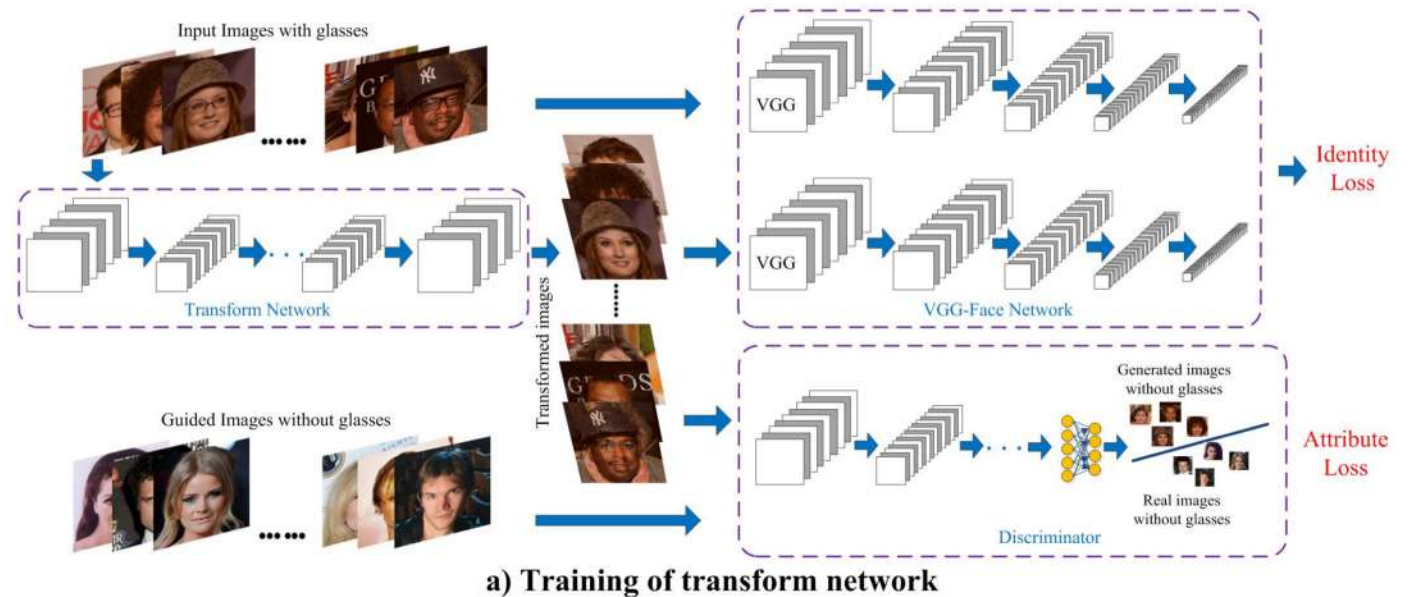 Input Images with glasses
VGG
Identity
Loss
VGG
Transform Network
VGG-Face Network
Transformed images
Guided Images without glasses
Generated images
without glasses
Attribute
Loss
Real images
without glasses
Discriminator
a) Training of transform network